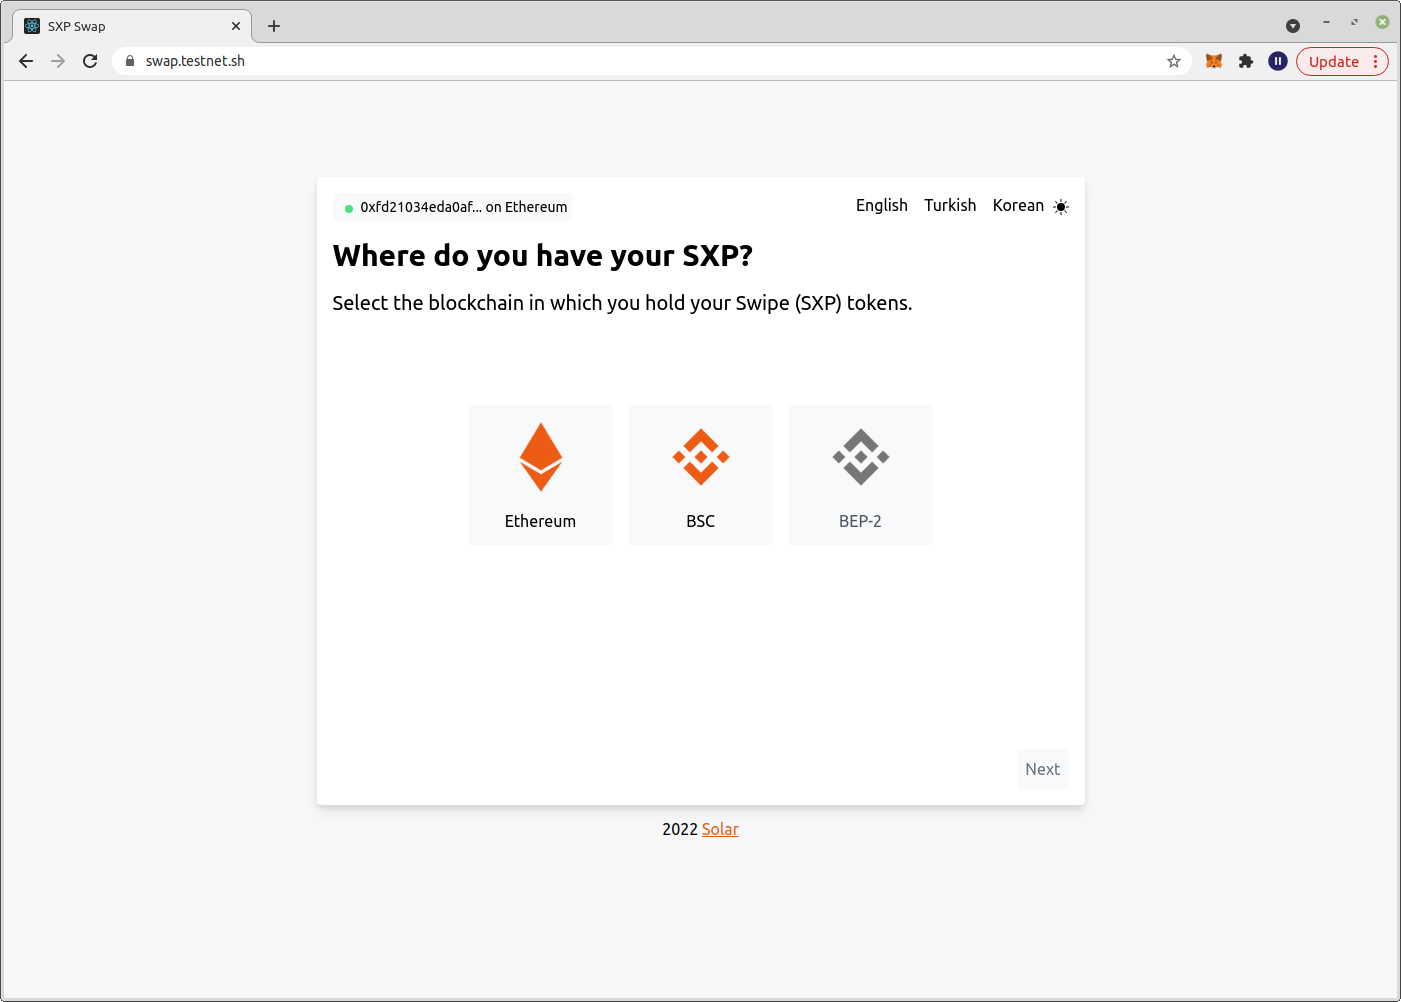 SXP Swap
swap.testnet.sh
Update
0xfd21034eda0af... on Ethereum
English Turkish Korean
Where do you have your SXP?
Select the blockchain in which you hold your Swipe (SXP) tokens.
Ethereum BSC BEP-2
Next
2022 Solar